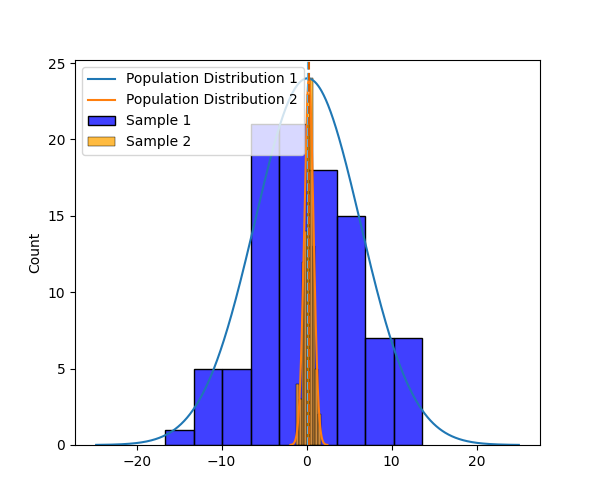 Population Distribution 1
Population Distribution 2
Sample 1
Sample 2
25
20
15
10
5
0
Count
−20
−10
0
10
20